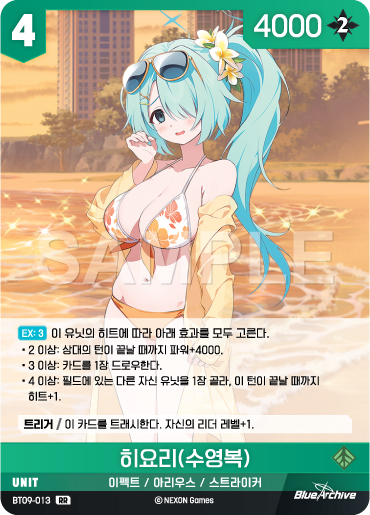 4
4000 2
SAMPLE
EX: 3 이 유닛의 히트에 따라 아래 효과를 모두 고른다.
• 2 이상: 상대의 턴이 끝날 때까지 파워+4000.
• 3 이상: 카드를 1장 드로우한다.
• 4 이상: 필드에 있는 다른 자신 유닛을 1장 골라, 이 턴이 끝날 때까지
히트+1.
트리거 / 이 카드를 트래시한다. 자신의 리더 레벨+1.
히요리(수영복)
UNIT 이팩트 / 아리우스 / 스트라이커
BT09-013 RR ⓒ NEXON Games BlueArchive